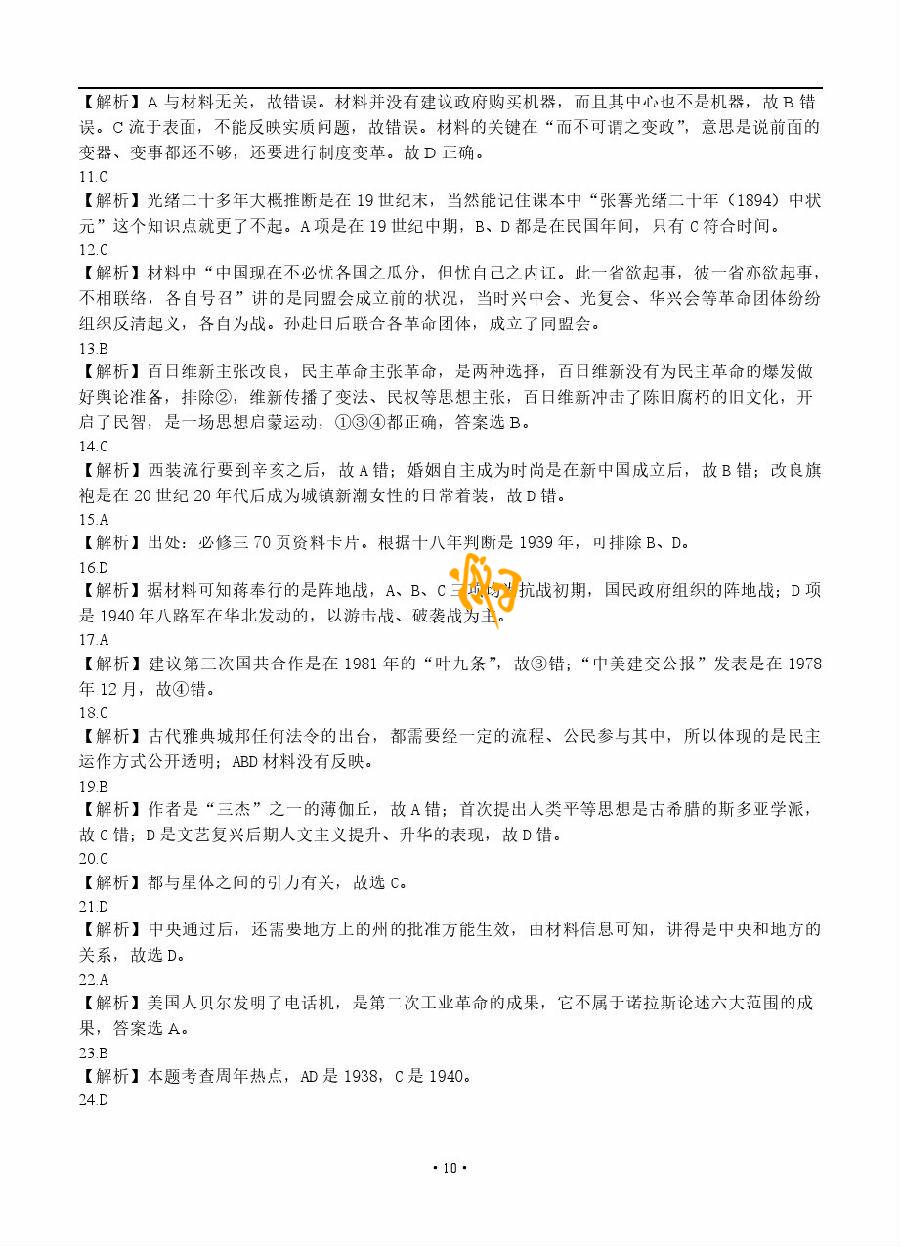 【解析】A 与材料无关，故错误。材料并没有建议政府购买机器，而且其中心也不是机器，故 B 错
误。C 流于表面，不能反映实质问题，故错误。材料的关键在“而不可谓之变政”，意思是说前面的
变器、变事都还不够，还要进行制度变革。故 D 正确。
11.C
【解析】光绪二十多年大概推断是在 19 世纪末，当然能记住课本中“张謇光绪二十年（1894）中状
元”这个知识点就更了不起。A 项是在 19 世纪中期，B、D 都是在民国年间，只有 C 符合时间。
12.C
【解析】材料中“中国现在不必忧各国之瓜分，但忧自己之内讧。此一省欲起事，彼一省亦欲起事，
不相联络，各自号召”讲的是同盟会成立前的状况，当时兴中会、光复会、华兴会等革命团体纷纷
组织反清起义，各自为战。孙赴日后联合各革命团体，成立了同盟会。
13.B
【解析】百日维新主张改良，民主革命主张革命，是两种选择，百日维新没有为民主革命的爆发做
好舆论准备，排除②，维新传播了变法、民权等思想主张，百日维新冲击了陈旧腐朽的旧文化，开
启了民智，是一场思想启蒙运动，①③④都正确，答案选 B。
14.C
【解析】西装流行要到辛亥之后，故 A 错；婚姻自主成为时尚是在新中国成立后，故 B 错；改良旗
袍是在 20 世纪 20 年代后成为城镇新潮女性的日常着装，故 D 错。
15.A
【解析】出处：必修三 70 页资料卡片。根据十八年判断是 1939 年，可排除 B、D。
16.D
【解析】据材料可知蒋奉行的是阵地战，A、B、C 三项均为抗战初期，国民政府组织的阵地战；D 项
是 1940 年八路军在华北发动的，以游击战、破袭战为主。
17.A
【解析】建议第三次国共合作是在 1981 年的“叶九条”，故③错；“中美建交公报”发表是在 1978
年 12 月，故④错。
18.C
【解析】古代雅典城邦任何法令的出台，都需要经一定的流程、公民参与其中，所以体现的是民主
运作方式公开透明；ABD 材料没有反映。
19.B
【解析】作者是“三杰”之一的薄伽丘，故 A 错；首次提出人类平等思想是古希腊的斯多亚学派，
故 C 错；D 是文艺复兴后期人文主义提升、升华的表现，故 D 错。
20.C
【解析】都与星体之间的引力有关，故选 C。
21.D
【解析】中央通过后，还需要地方上的州的批准方能生效，由材料信息可知，讲得是中央和地方的
关系，故选 D。
22.A
【解析】美国人贝尔发明了电话机，是第二次工业革命的成果，它不属于诺拉斯论述六大范围的成
果，答案选 A。
23.B
【解析】本题考查周年热点，AD 是 1938，C 是 1940。
24.D
·10·